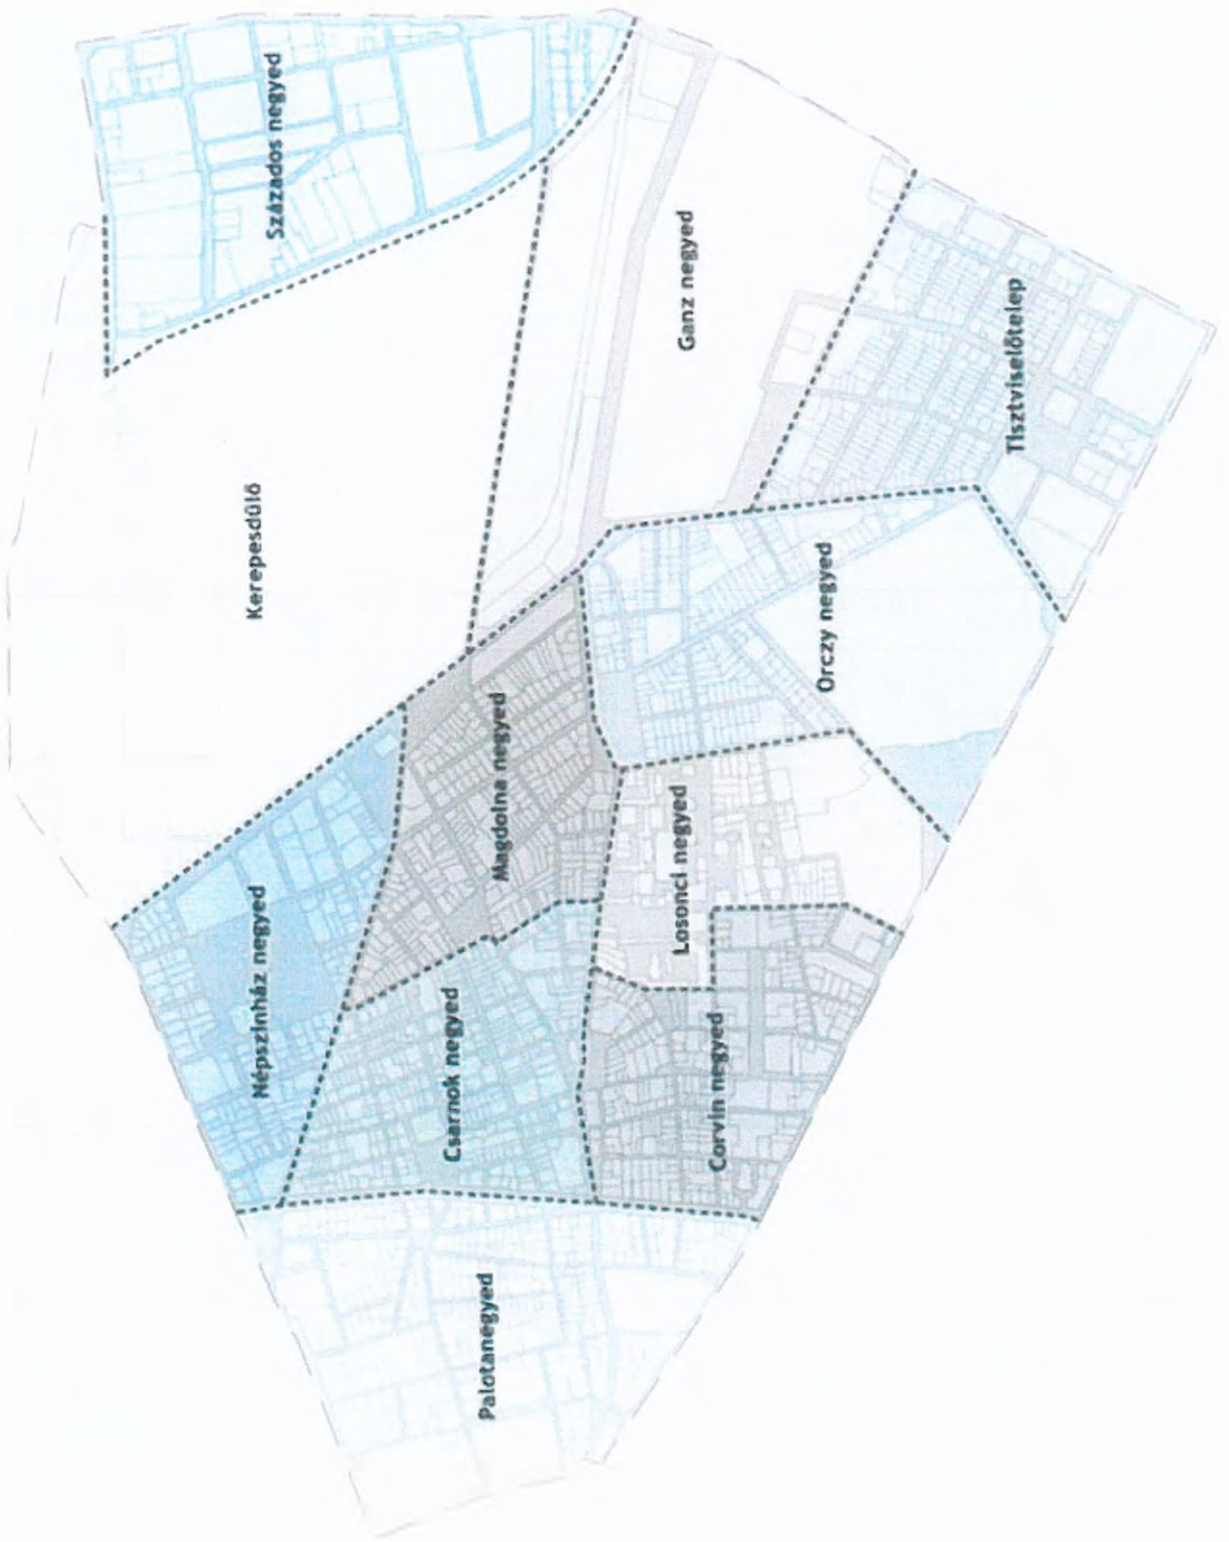 Százados negyed
Kerepesdűlő
Ganz negyed
Tisztviselőtelep
Népszínház negyed
Magdolna negyed
Orczy negyed
Csarnok negyed
Losonci negyed
Corvin negyed
Palotanegyed